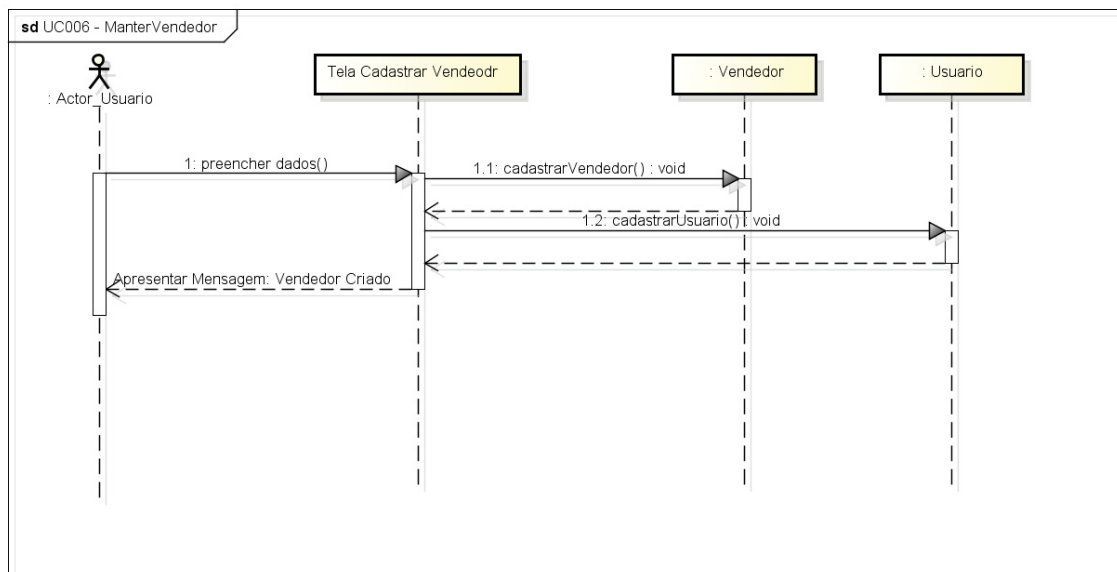 sd UC006 - ManterVendedor
: Actor_Usuario
Tela Cadastrar Vendeodr
: Vendedor
: Usuario
1: preencher dados()
1.1: cadastrarVendedor() : void
1.2: cadastrarUsuario() : void
Apresentar Mensagem: Vendedor Criado